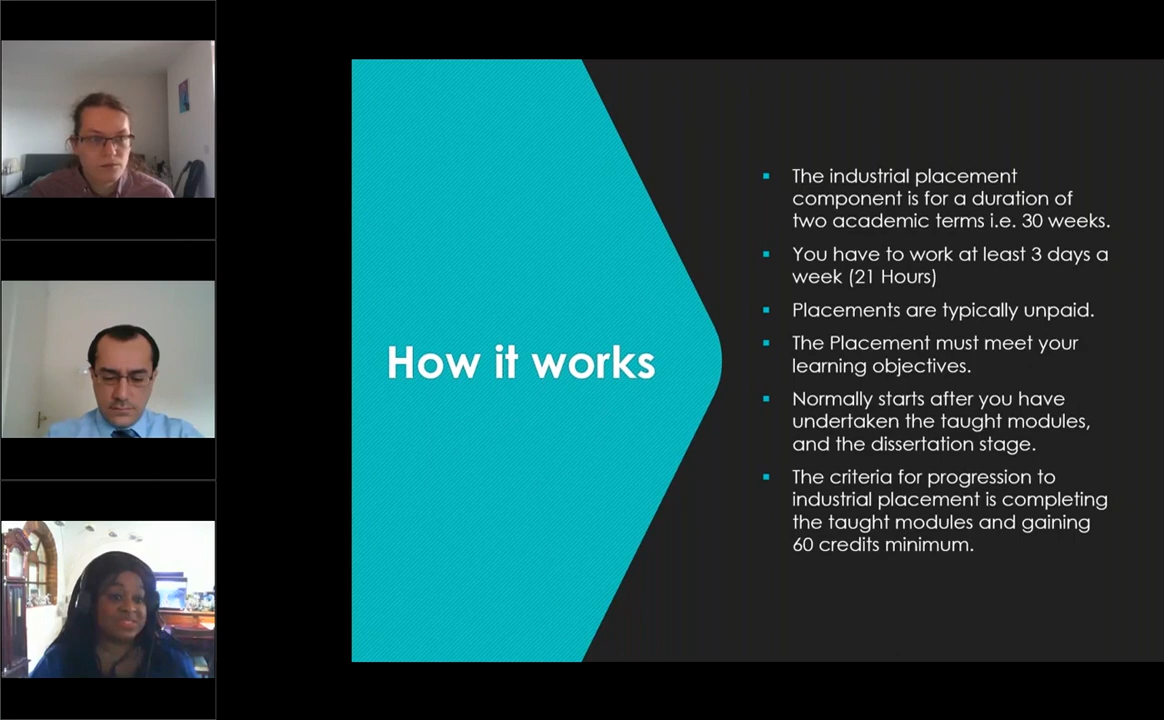 How it works
The industrial placement
component is for a duration of
two academic terms i.e. 30 weeks.
You have to work at least 3 days a
week (21 Hours)
Placements are typically unpaid.
The Placement must meet your
learning objectives.
Normally starts after you have
undertaken the taught modules,
and the dissertation stage.
The criteria for progression to
industrial placement is completing
the taught modules and gaining
60 credits minimum.